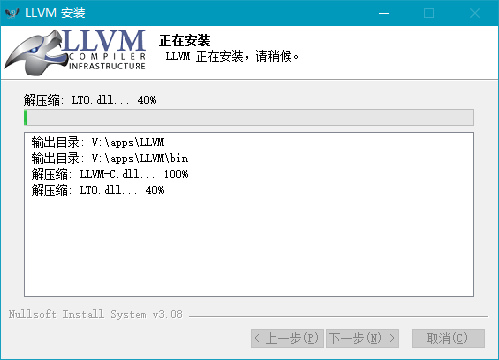 LLVM 安装
LLVM
COMPILER
INFRASTRUCTURE
正在安装
LLVM 正在安装，请稍候。
解压缩: LTO.dll... 40%
输出目录: V:\apps\LLVM
输出目录: V:\apps\LLVM\bin
解压缩: LLVM-C.dll... 100%
解压缩: LTO.dll... 40%
Nullsoft Install System v3.08
< 上一步(P)
下一步(N) >
取消(C)